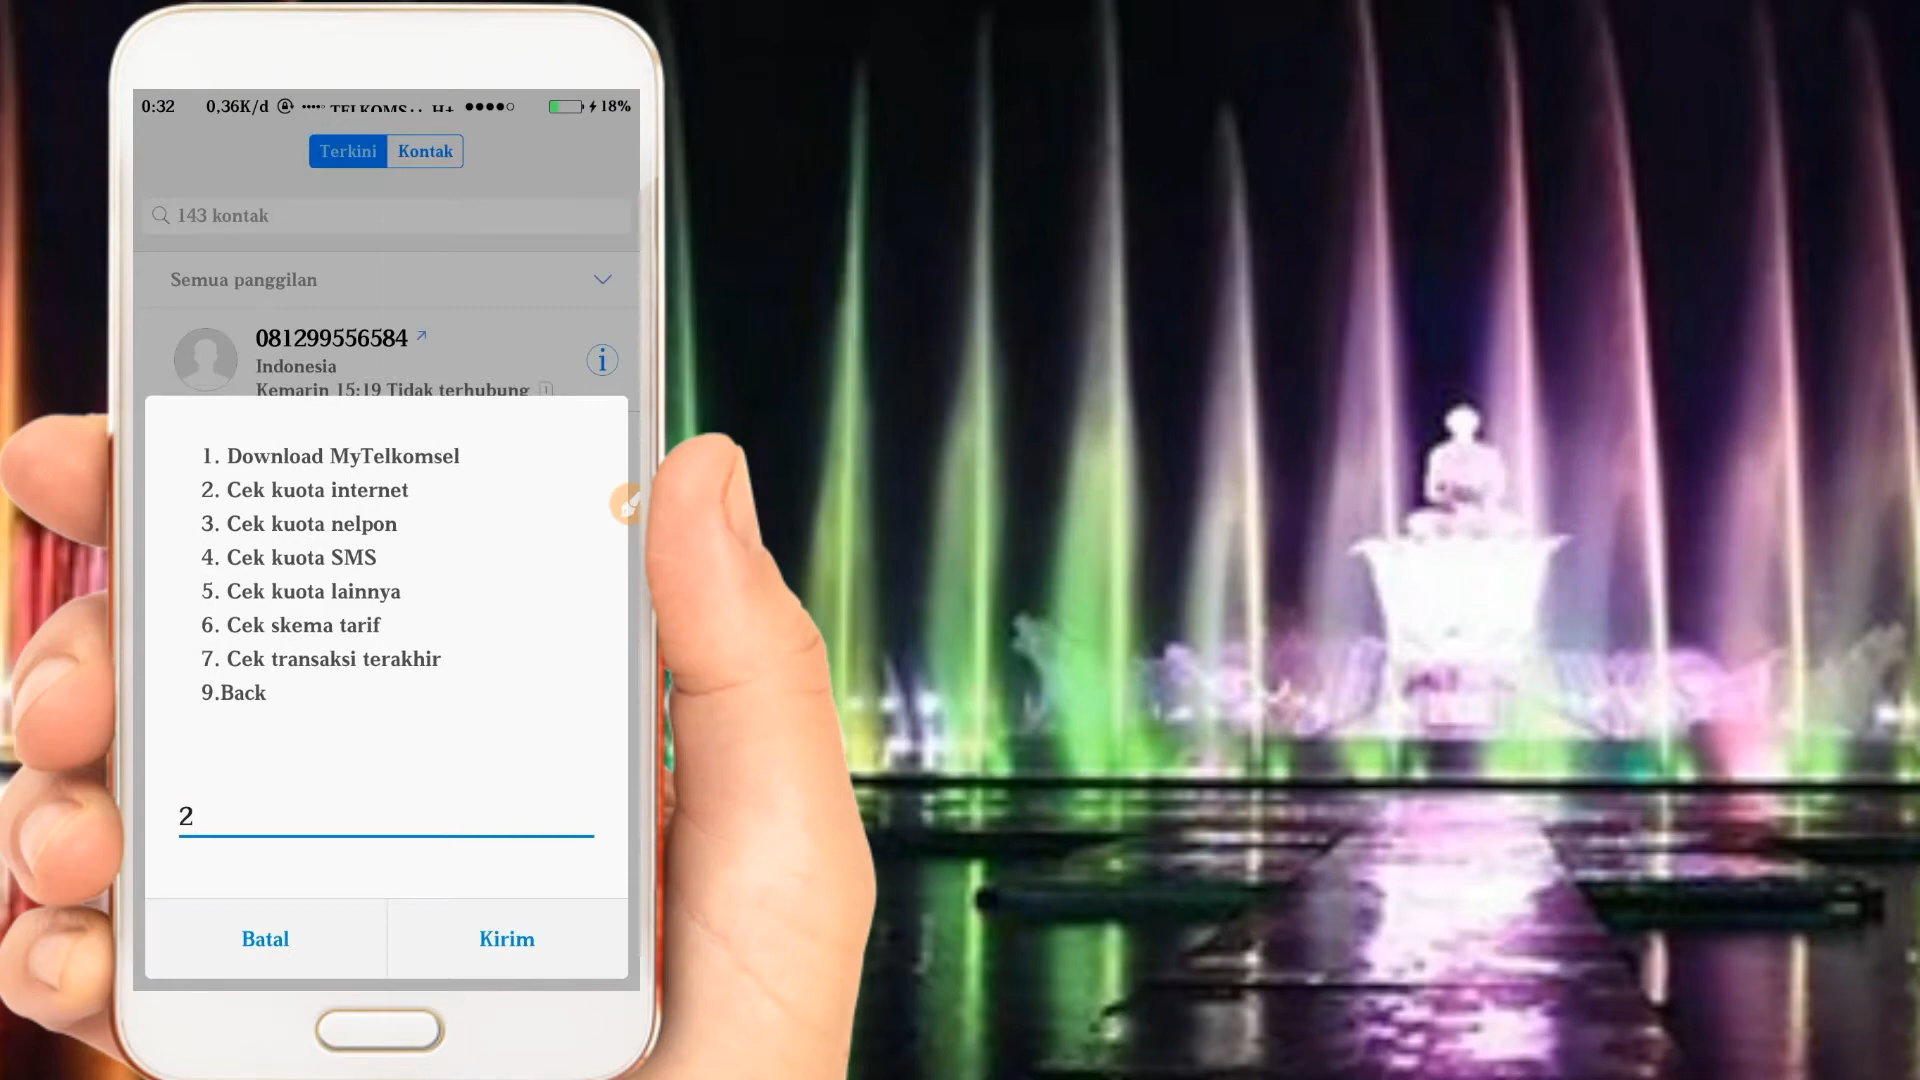 0:32 0,36K/d 18%
Terkini Kontak
143 kontak
Semua panggilan
081299556584
Indonesia
Kemarin 15:19 Tidak terhubung
1. Download MyTelkomsel
2. Cek kuota internet
3. Cek kuota nelpon
4. Cek kuota SMS
5. Cek kuota lainnya
6. Cek skema tarif
7. Cek transaksi terakhir
9.Back
2
Batal Kirim